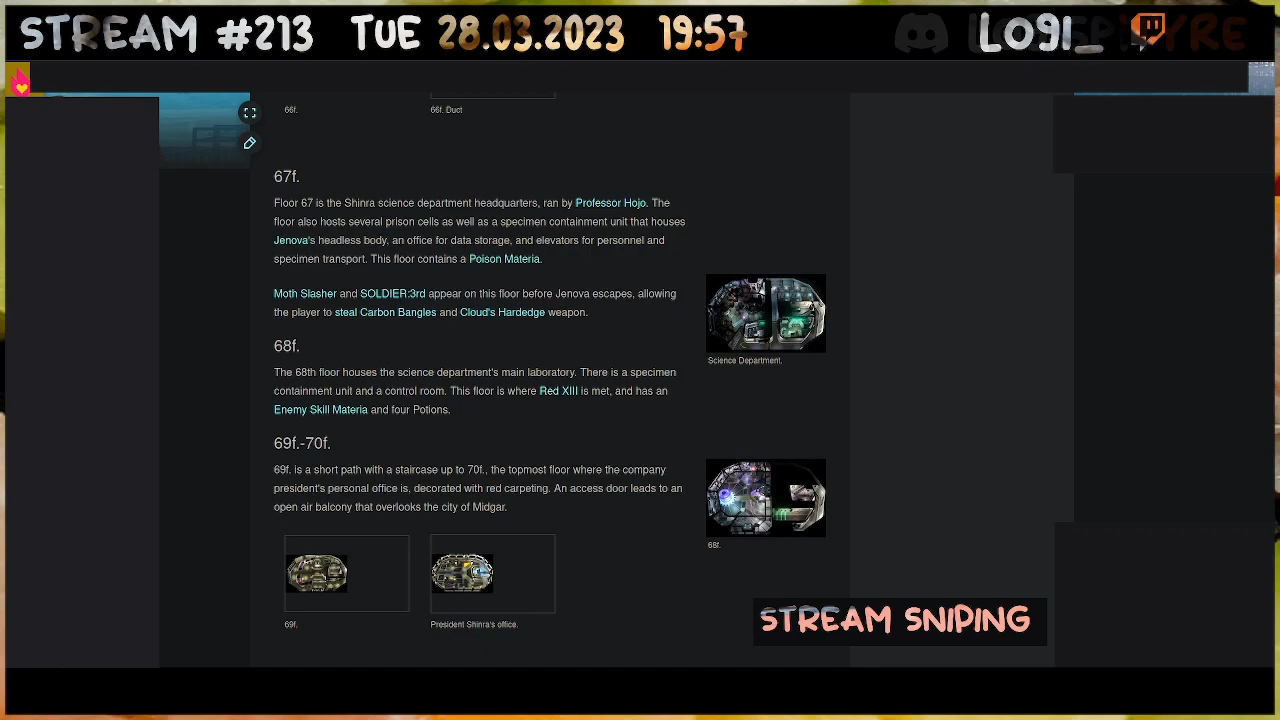 STREAM #213 TUE 28.03.2023 19:57 LO9I_
66f. 66f. Duct
67f.
Floor 67 is the Shinra science department headquarters, ran by Professor Hojo. The
floor also hosts several prison cells as well as a specimen containment unit that houses
Jenova's headless body, an office for data storage, and elevators for personnel and
specimen transport. This floor contains a Poison Materia.
Moth Slasher and SOLDIER:3rd appear on this floor before Jenova escapes, allowing
the player to steal Carbon Bangles and Cloud's Hardedge weapon.
Science Department.
68f.
The 68th floor houses the science department's main laboratory. There is a specimen
containment unit and a control room. This floor is where Red XIII is met, and has an
Enemy Skill Materia and four Potions.
69f.-70f.
69f. is a short path with a staircase up to 70f., the topmost floor where the company
president's personal office is, decorated with red carpeting. An access door leads to an
open air balcony that overlooks the city of Midgar.
68f.
69f. President Shinra's office.
STREAM SNIPING